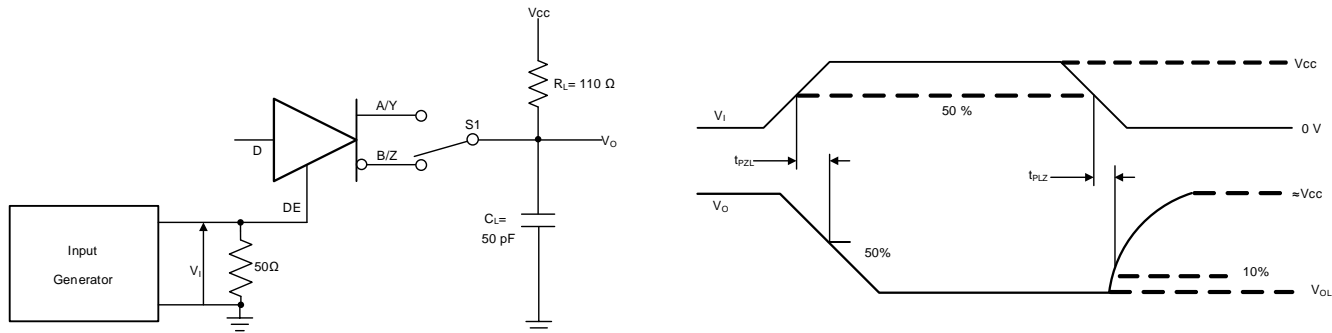 Vcc
RL= 110 Ω
A/Y
S1
VO
D
B/Z
DE
CL=
50 pF
Input
Generator
VI
50Ω
Vcc
50 %
VI
0 V
tPZL
tPLZ
VO
≈Vcc
50%
10%
VOL